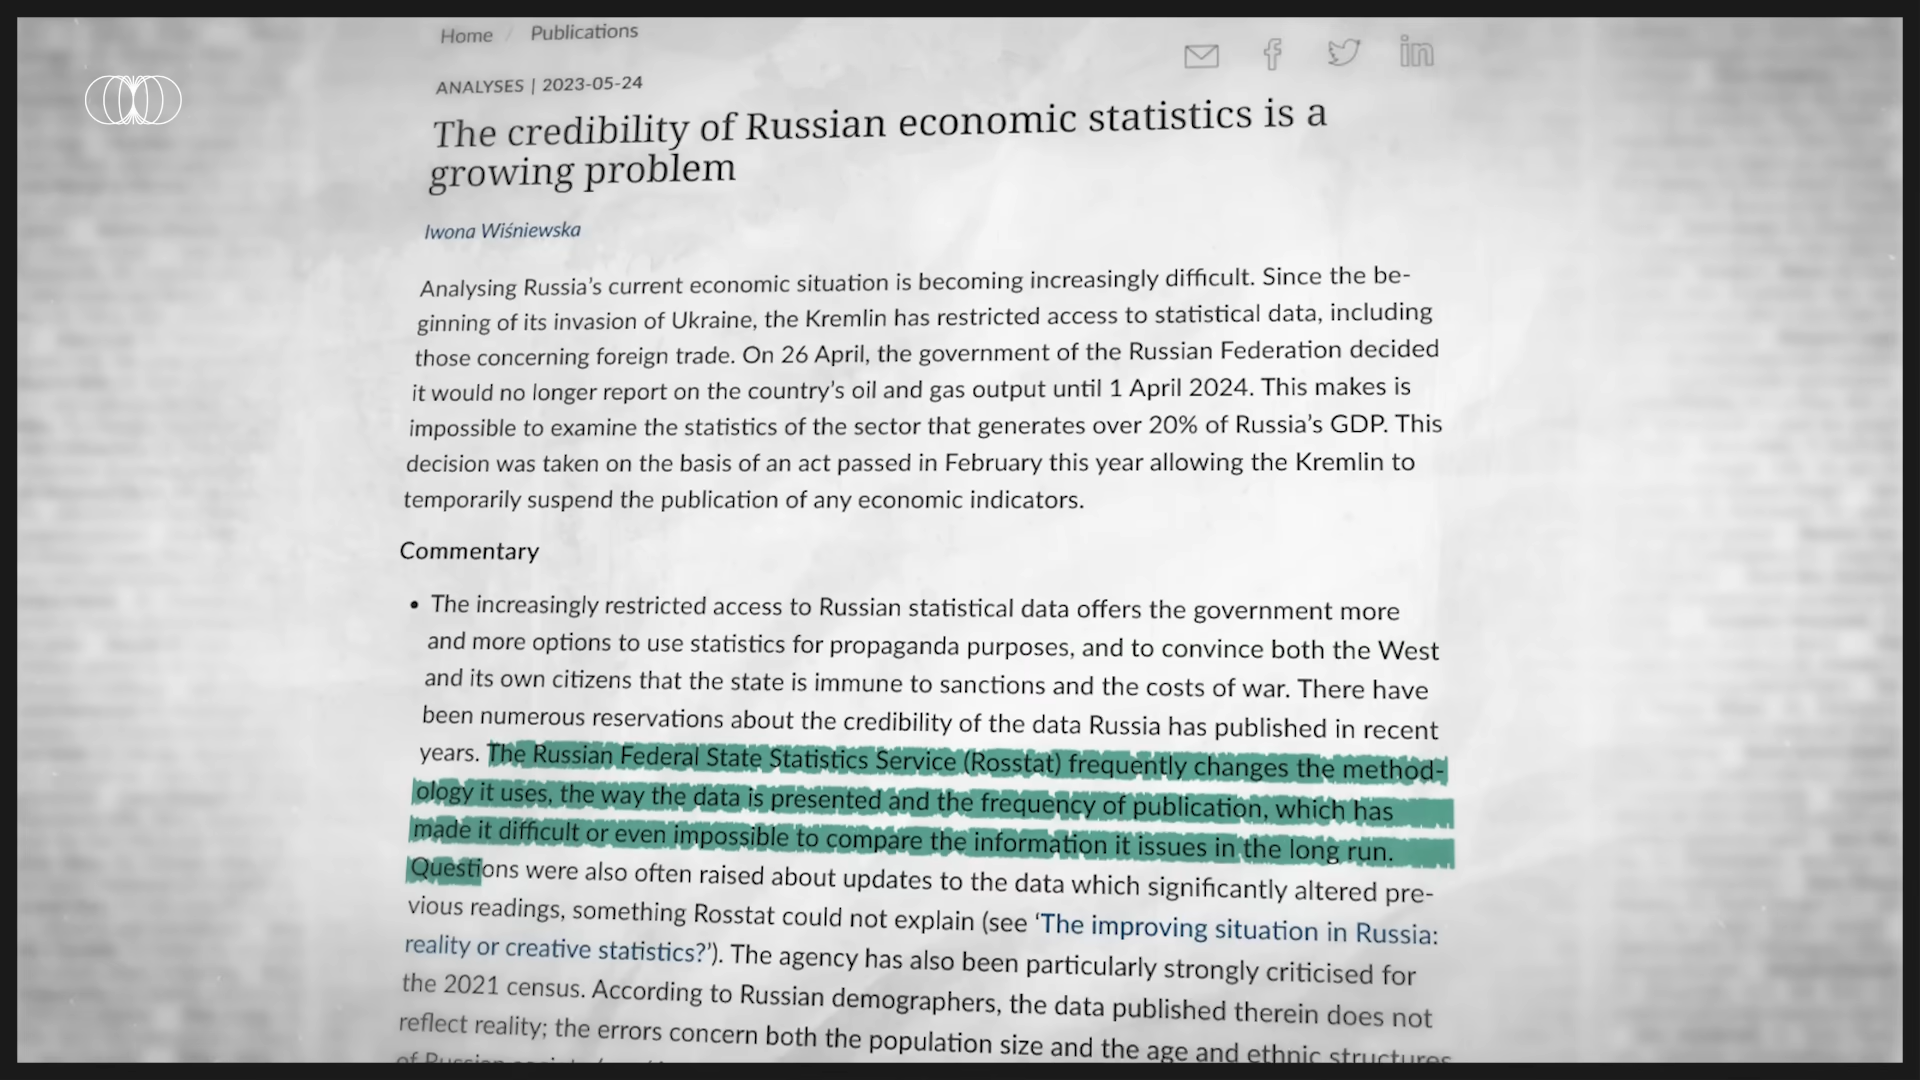 Home / Publications
ANALYSES | 2023-05-24
The credibility of Russian economic statistics is a
growing problem
Iwona Wiśniewska
Analysing Russia's current economic situation is becoming increasingly difficult. Since the be-
ginning of its invasion of Ukraine, the Kremlin has restricted access to statistical data, including
those concerning foreign trade. On 26 April, the government of the Russian Federation decided
it would no longer report on the country's oil and gas output until 1 April 2024. This makes is
impossible to examine the statistics of the sector that generates over 20% of Russia's GDP. This
decision was taken on the basis of an act passed in February this year allowing the Kremlin to
temporarily suspend the publication of any economic indicators.
Commentary
• The increasingly restricted access to Russian statistical data offers the government more
and more options to use statistics for propaganda purposes, and to convince both the West
and its own citizens that the state is immune to sanctions and the costs of war. There have
been numerous reservations about the credibility of the data Russia has published in recent
years. The Russian Federal State Statistics Service (Rosstat) frequently changes the method-
ology it uses, the way the data is presented and the frequency of publication, which has
made it difficult or even impossible to compare the information it issues in the long run.
Questions were also often raised about updates to the data which significantly altered pre-
vious readings, something Rosstat could not explain (see ‘The improving situation in Russia:
reality or creative statistics?’). The agency has also been particularly strongly criticised for
the 2021 census. According to Russian demographers, the data published therein does not
reflect reality; the errors concern both the population size and the age and ethnic structures
of Russian